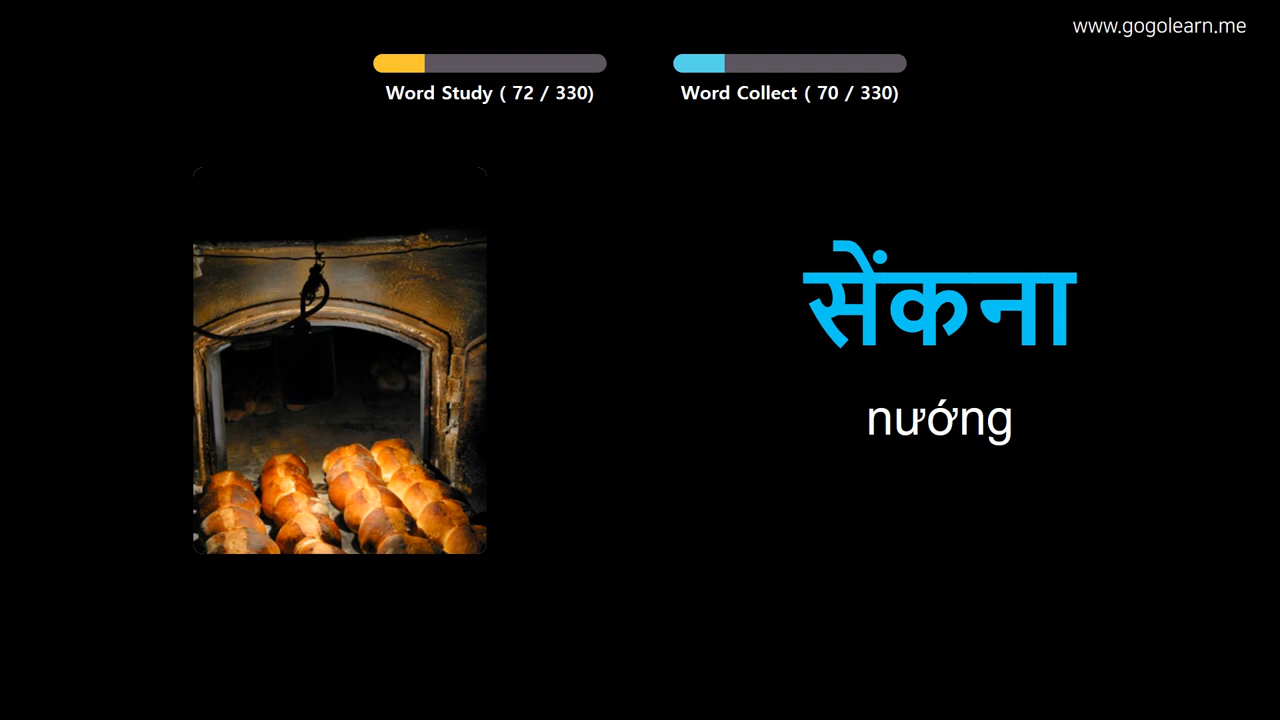 www.gogolearn.me
Word Study ( 72 / 330)
Word Collect ( 70 / 330)
सेंकना
nướng